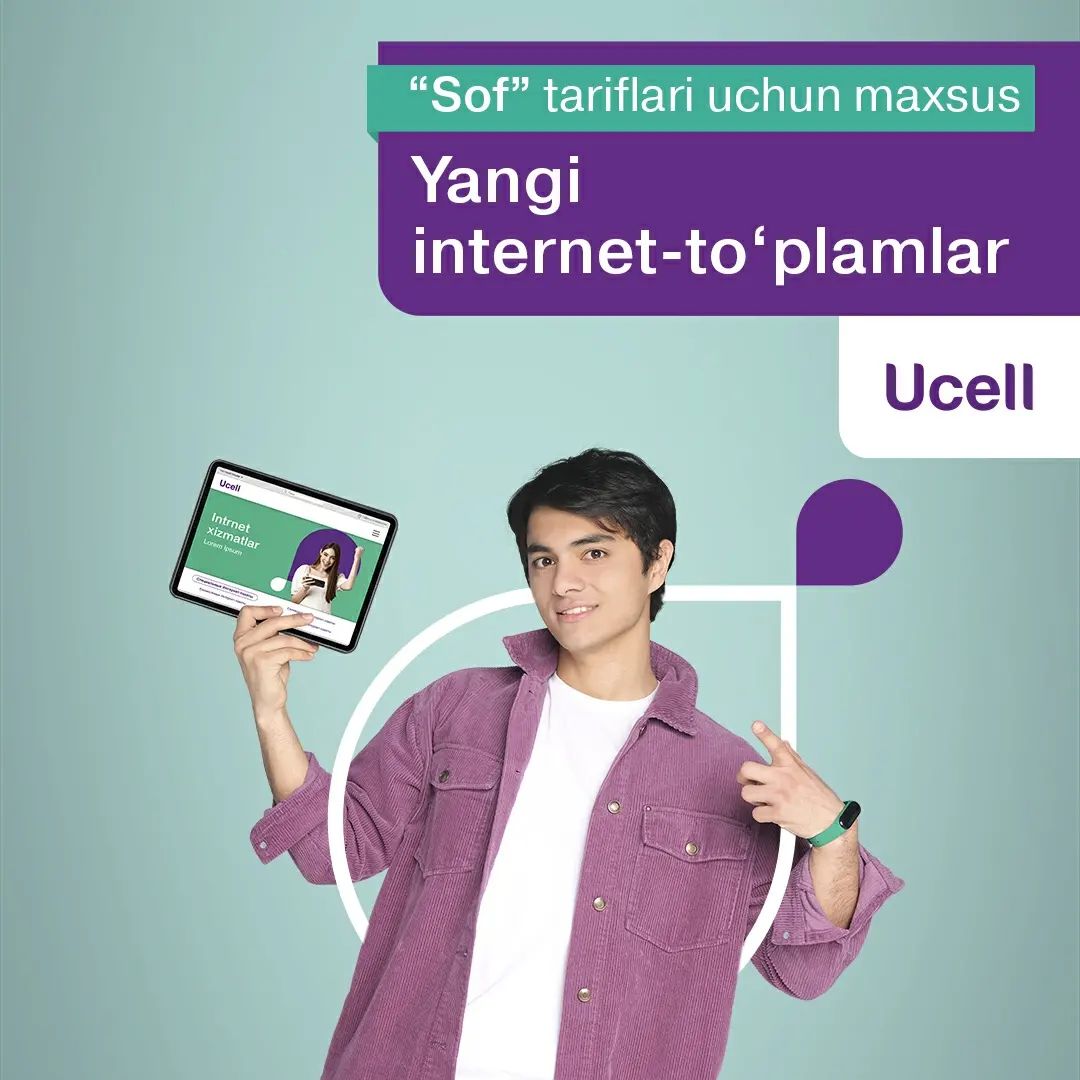 “Sof” tariflari uchun maxsus
Yangi
internet-to‘plamlar
Ucell
Ucell
Intrnet
xizmatlar
Lorem Ipsum